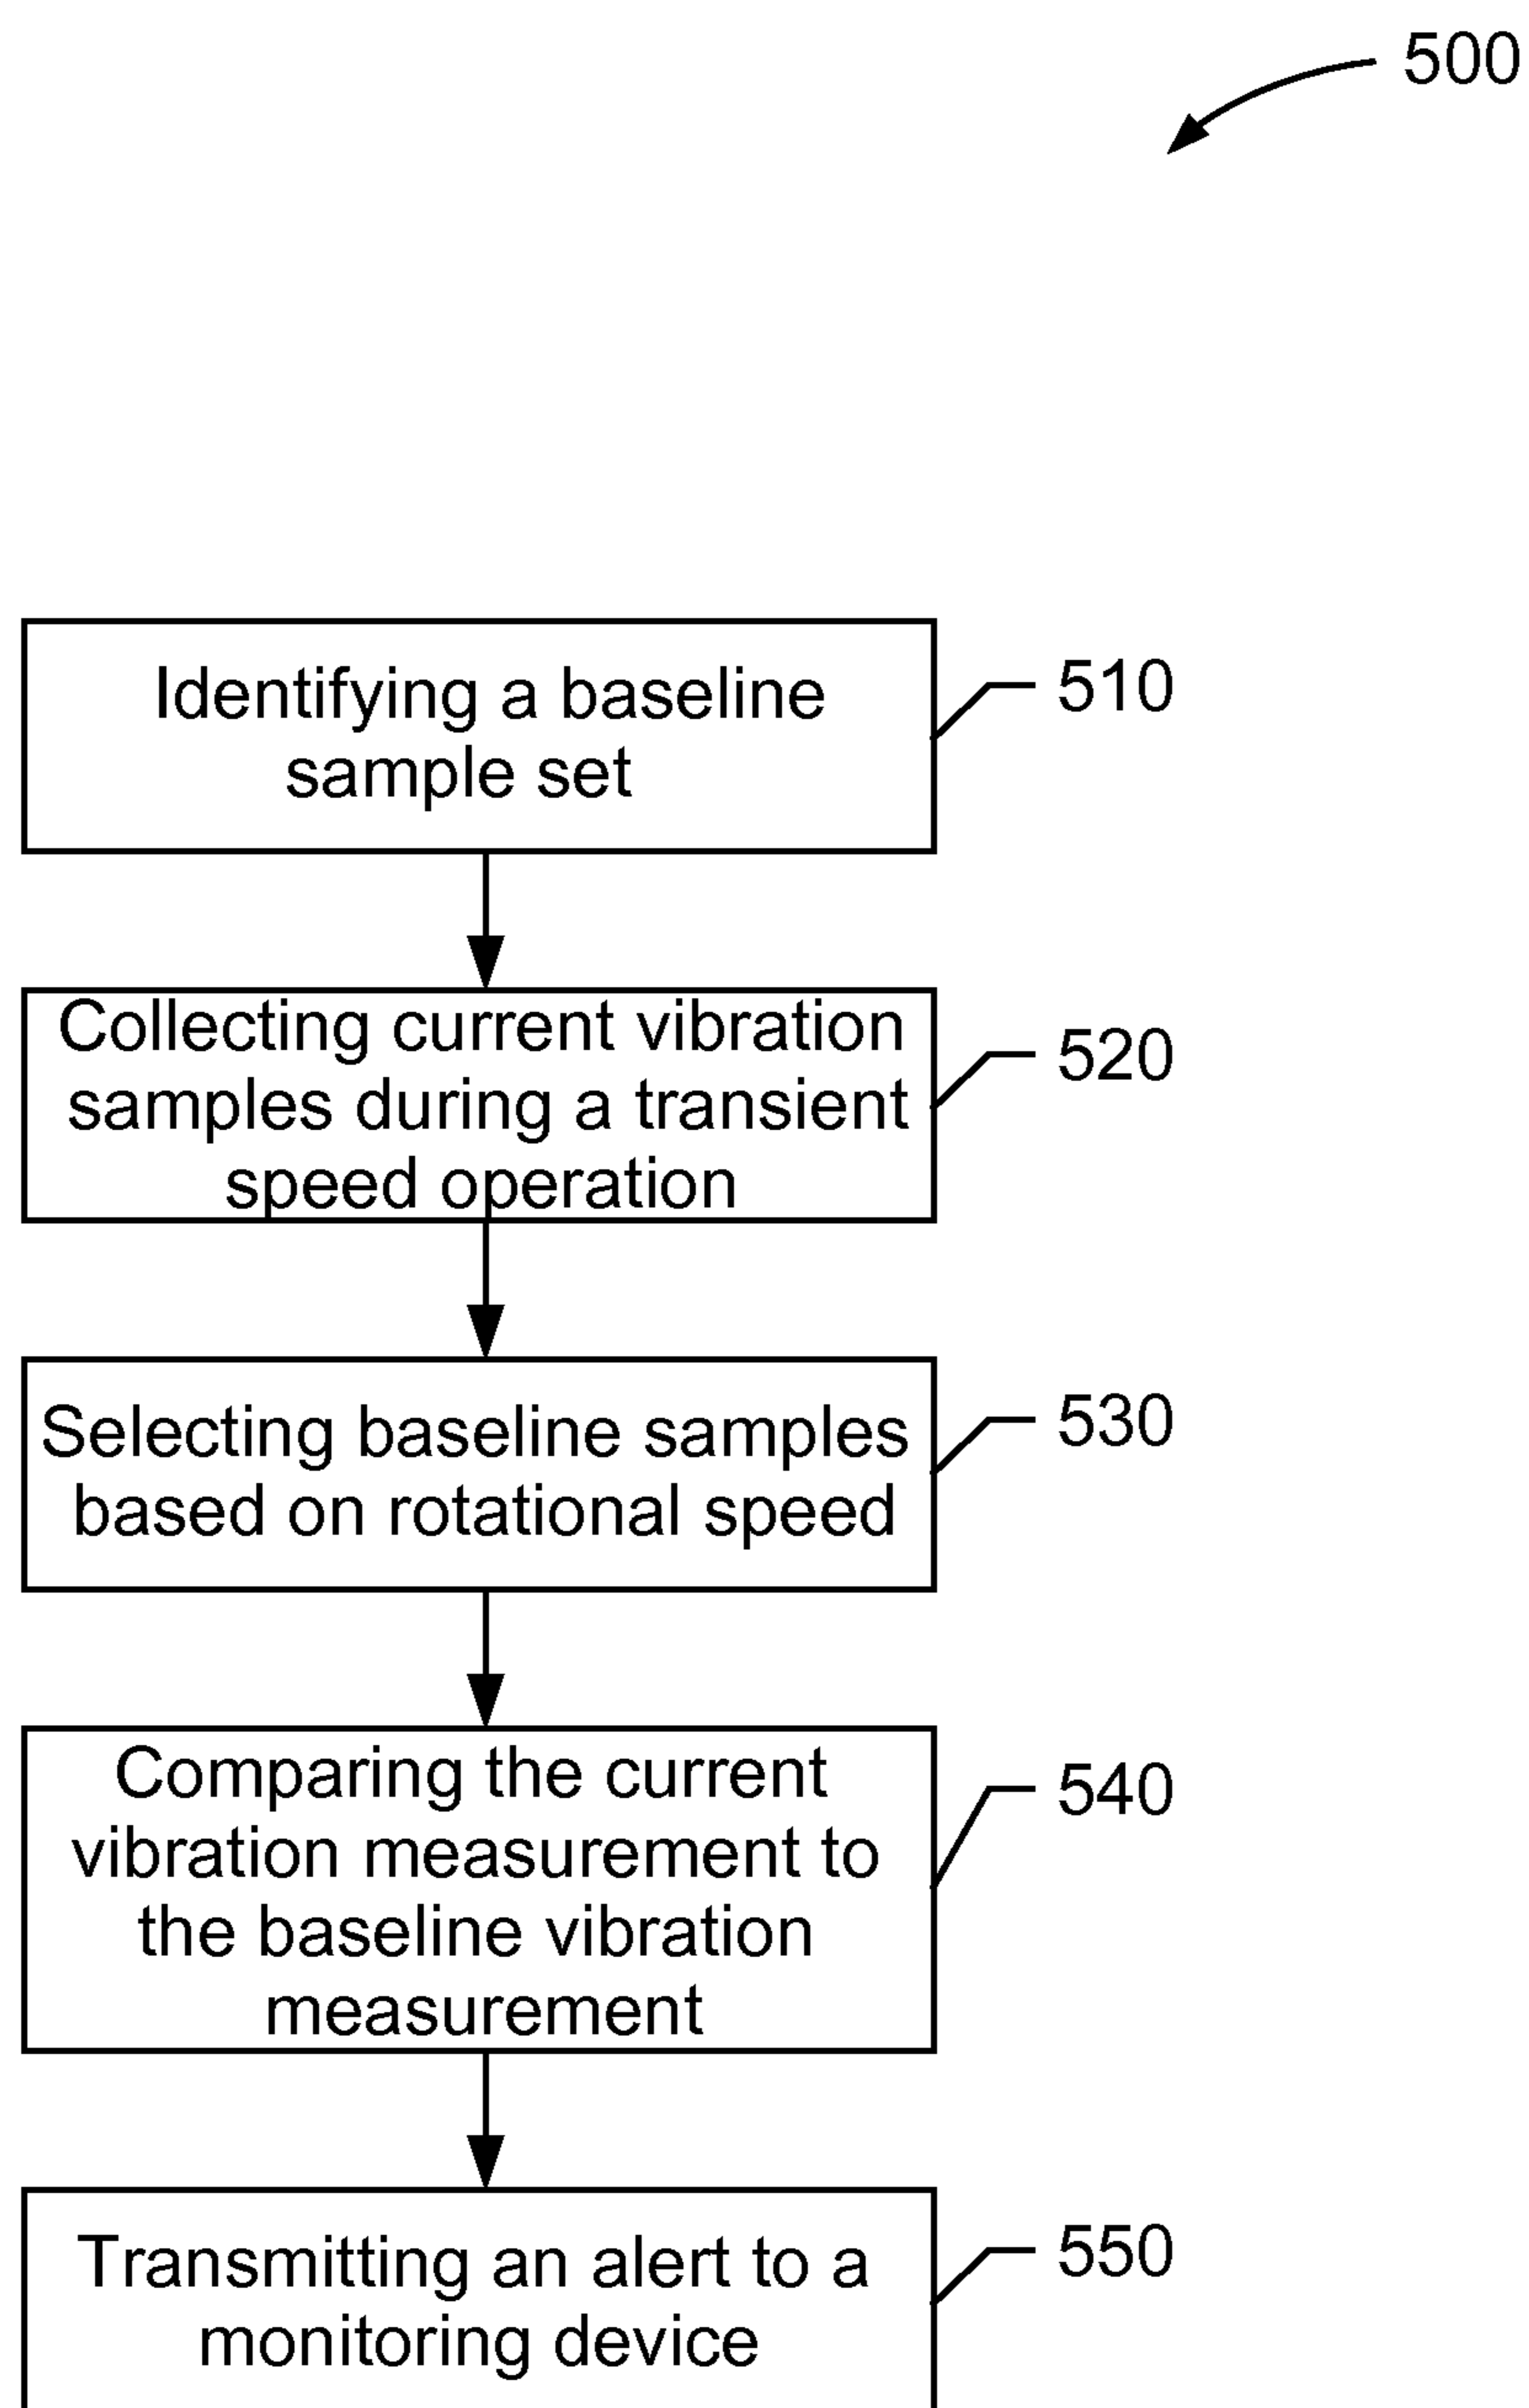 500
Identifying a baseline
sample set
510
Collecting current vibration
samples during a transient
speed operation
520
Selecting baseline samples
based on rotational speed
530
Comparing the current
vibration measurement to
the baseline vibration
measurement
540
Transmitting an alert to a
monitoring device
550